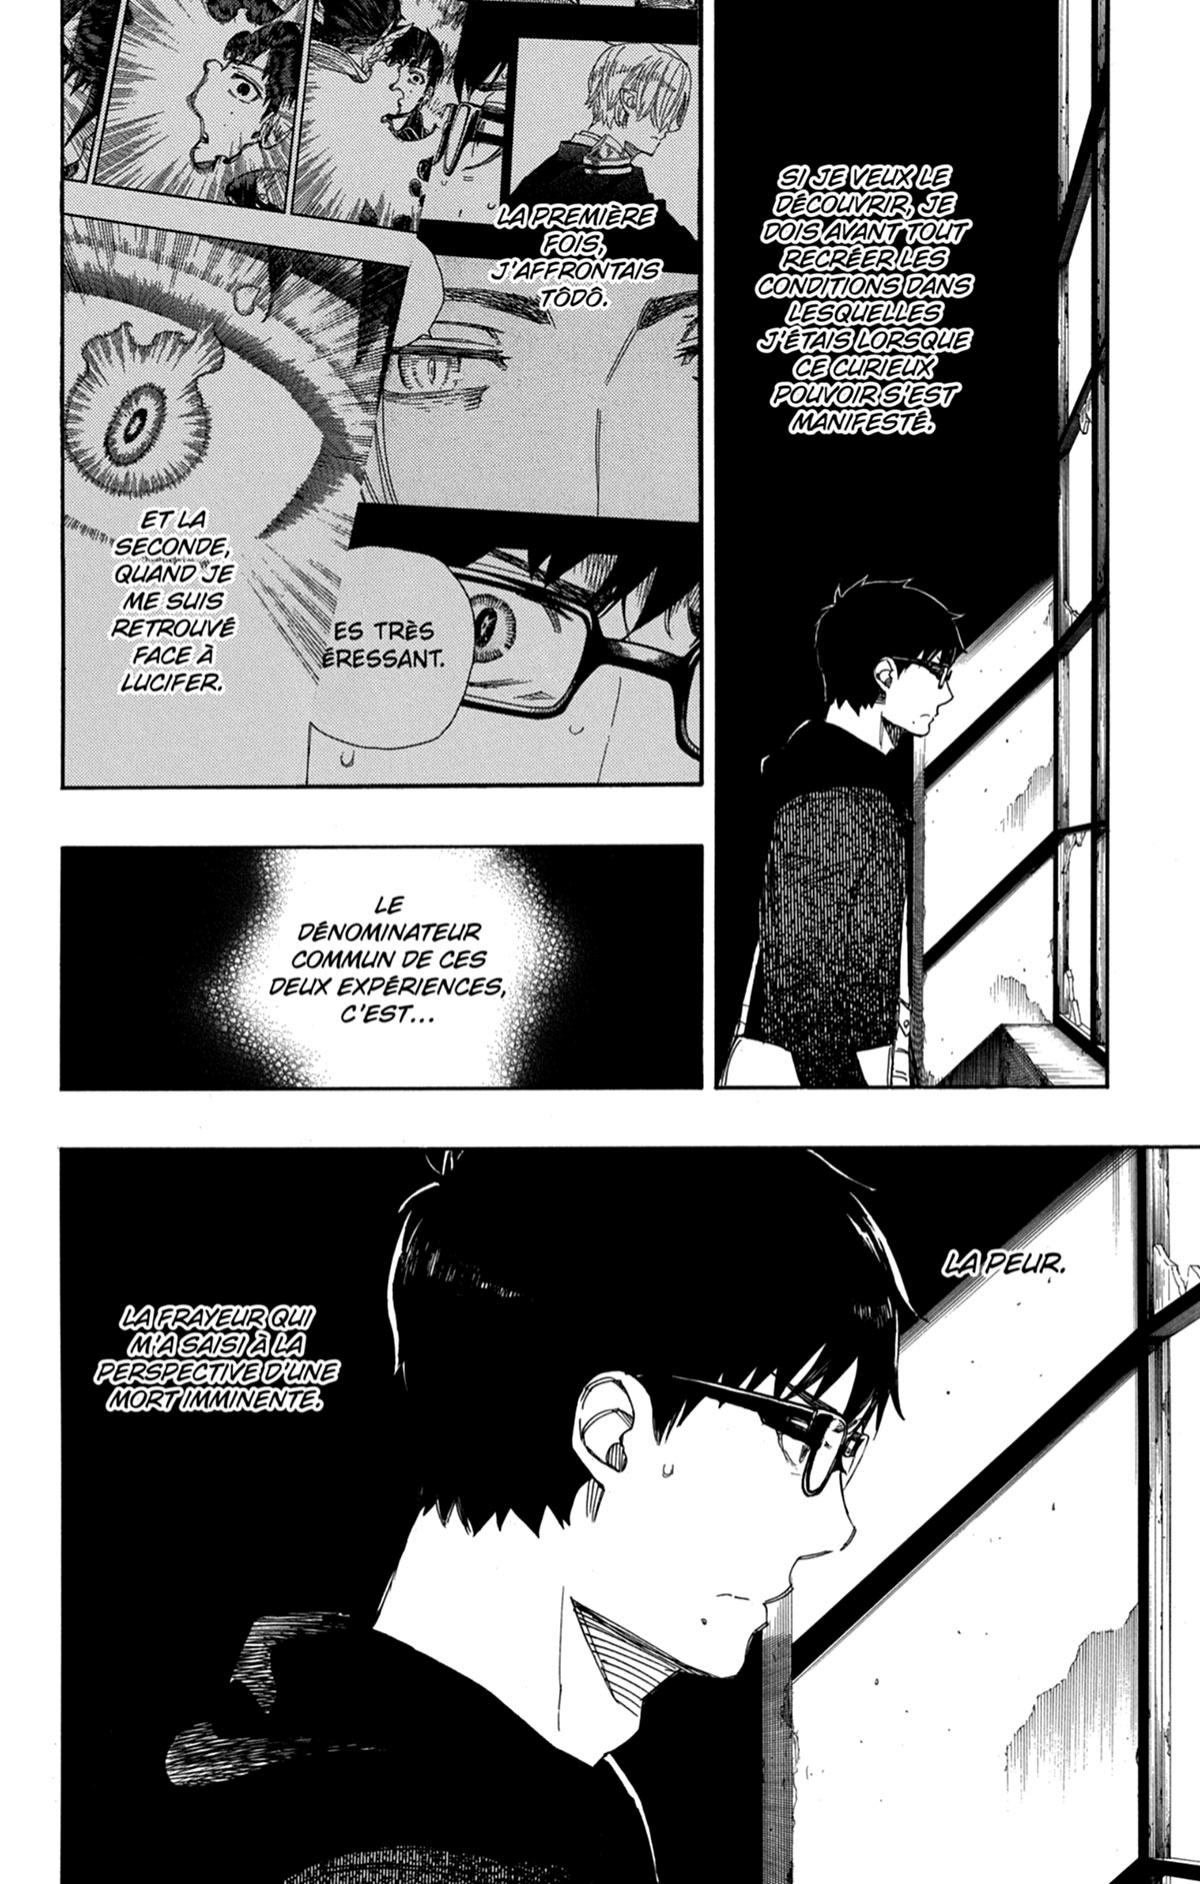 SI JE VEUX LE
DÉCOUVRIR, JE
DOIS AVANT TOUT
RECRÉER LES
CONDITIONS DANS
LESQUELLES
J'ÉTAIS LORSQUE
CE CURIEUX
POUVOIR S'EST
MANIFESTÉ.
LA PREMIÈRE
FOIS,
J'AFFRONTAIS
TÔDÔ.
ET LA
SECONDE,
QUAND JE
ME SUIS
RETROUVÉ
FACE À
LUCIFER.
ES TRÈS
ÉRESSANT.
LE
DÉNOMINATEUR
COMMUN DE CES
DEUX EXPÉRIENCES,
C'EST...
LA PEUR.
LA FRAYEUR QUI
M'A SAISI À LA
PERSPECTIVE D'UNE
MORT IMMINENTE.